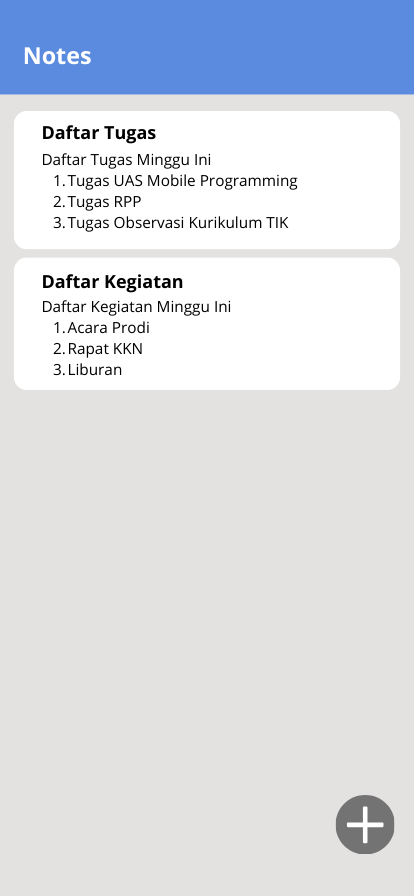 Notes
Daftar Tugas
Daftar Tugas Minggu Ini
1. Tugas UAS Mobile Programming
2. Tugas RPP
3. Tugas Observasi Kurikulum TIK
Daftar Kegiatan
Daftar Kegiatan Minggu Ini
1. Acara Prodi
2. Rapat KKN
3. Liburan